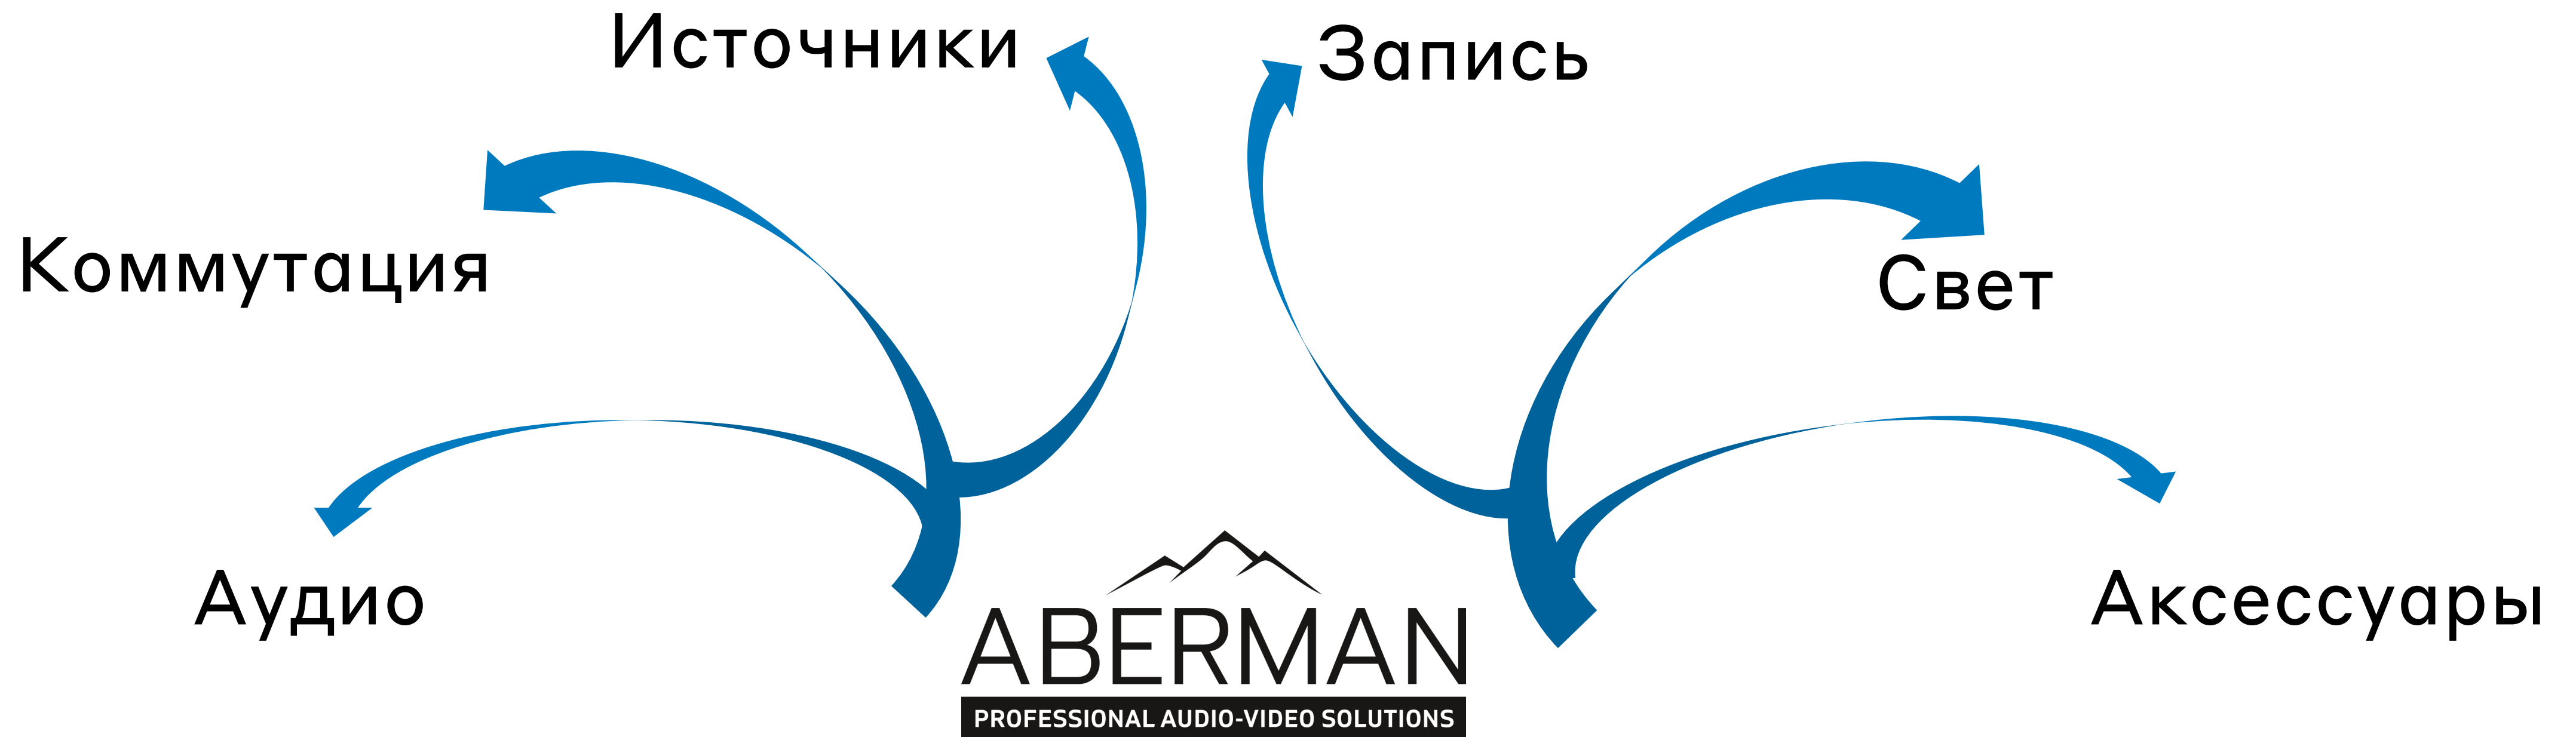 Источники
Запись
Коммутация
Свет
Аудио
Аксессуары
ABERMAN
PROFESSIONAL AUDIO-VIDEO SOLUTIONS